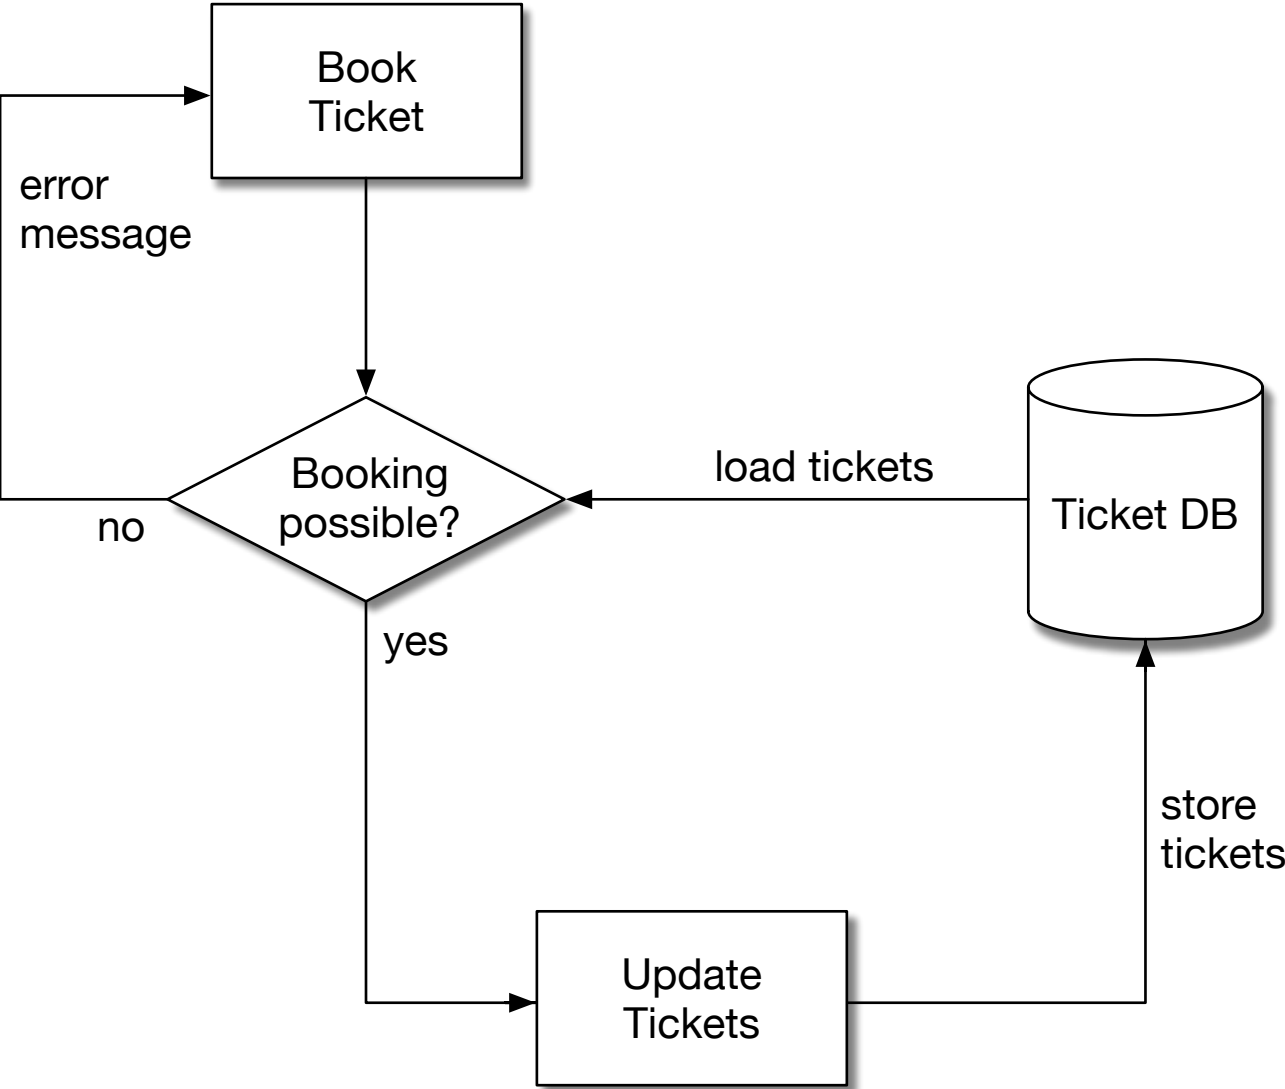 Book
Ticket
error
message
Booking
possible?
load tickets
Ticket DB
no
yes
store
tickets
Update
Tickets